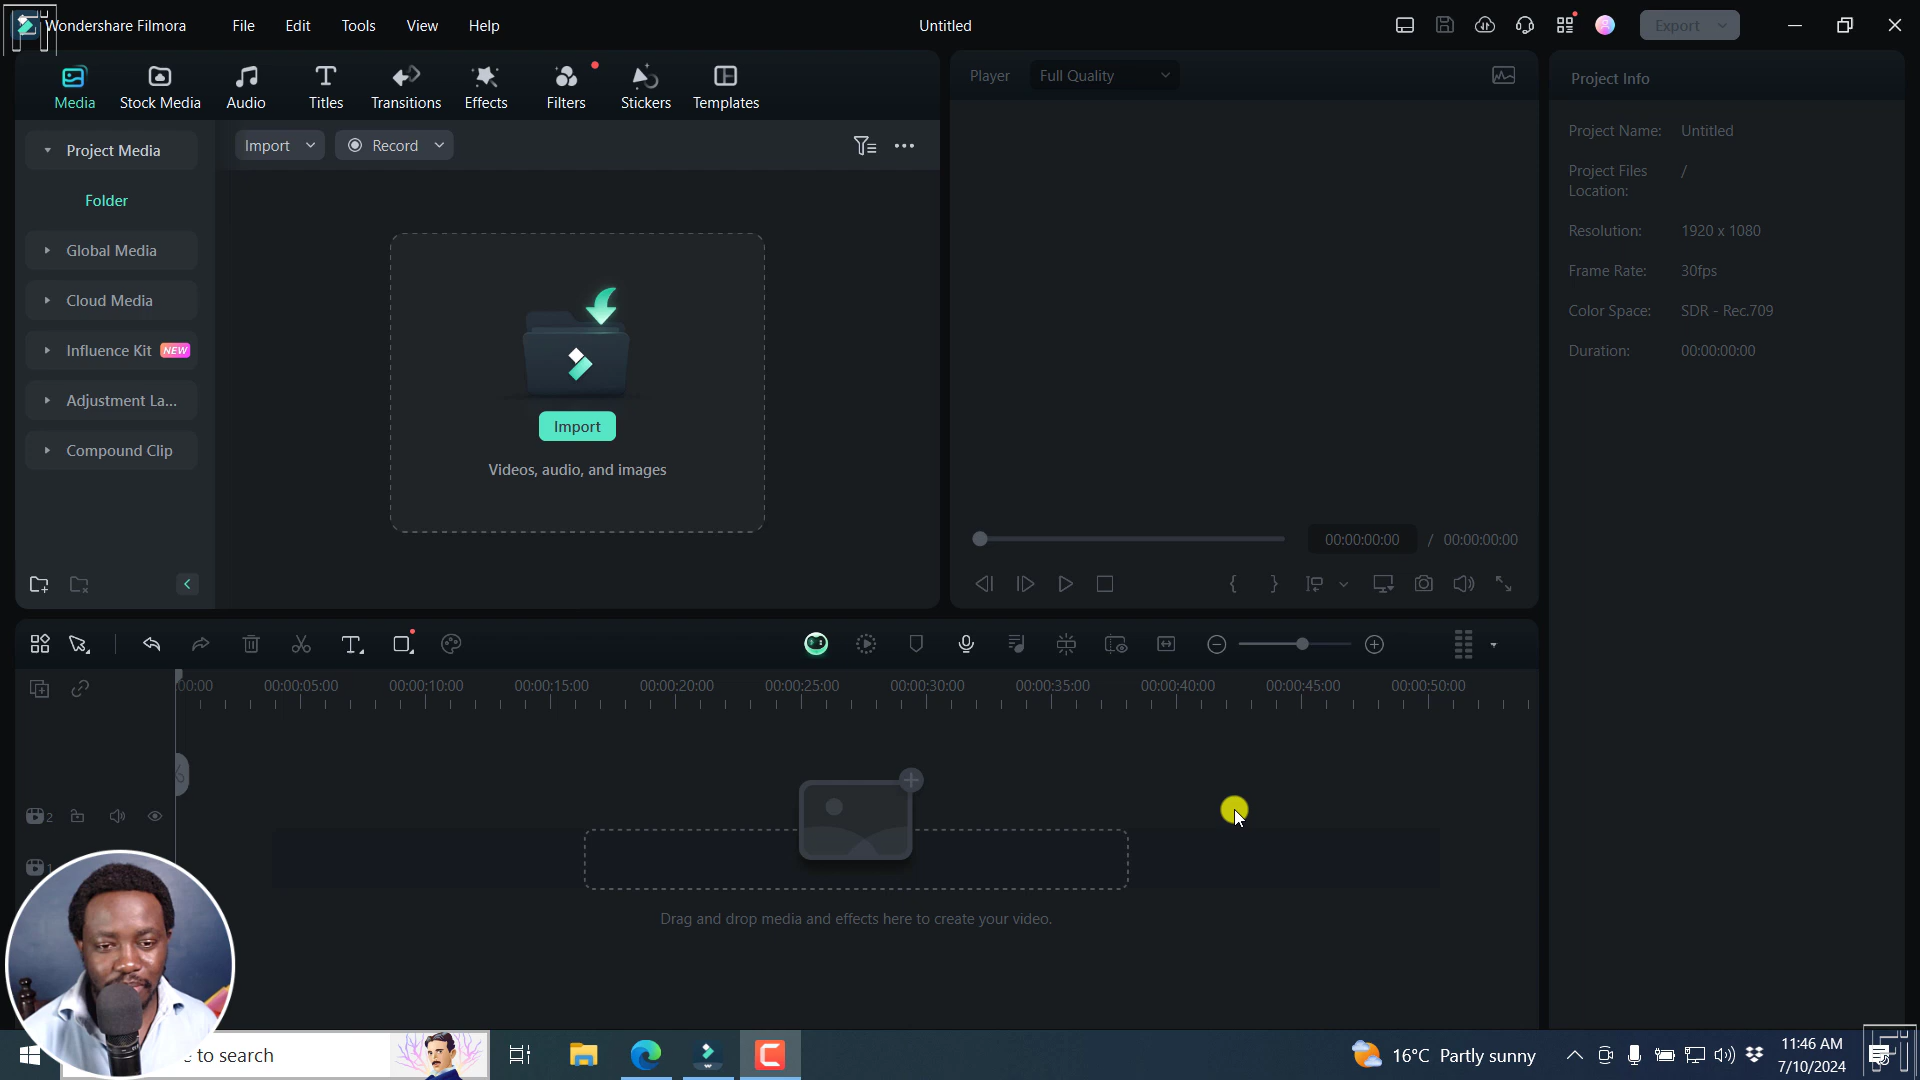 Wondershare Filmora
File
Edit
Tools
View
Help
Untitled
Export
Media
Stock Media
Audio
Titles
Transitions
Effects
Filters
Stickers
Templates
Player
Full Quality
Project Info
Project Media
Import
Record
Folder
Global Media
Cloud Media
Influence Kit NEW
Adjustment La...
Compound Clip
Import
Videos, audio, and images
Project Name: Untitled
Project Files Location: /
Resolution: 1920 x 1080
Frame Rate: 30fps
Color Space: SDR - Rec.709
Duration: 00:00:00:00
00:00:00:00 / 00:00:00:00
:00:00
00:00:05:00
00:00:10:00
00:00:15:00
00:00:20:00
00:00:25:00
00:00:30:00
00:00:35:00
00:00:40:00
00:00:45:00
00:00:50:00
2
1
Drag and drop media and effects here to create your video.
e to search
16°C Partly sunny
11:46 AM
7/10/2024